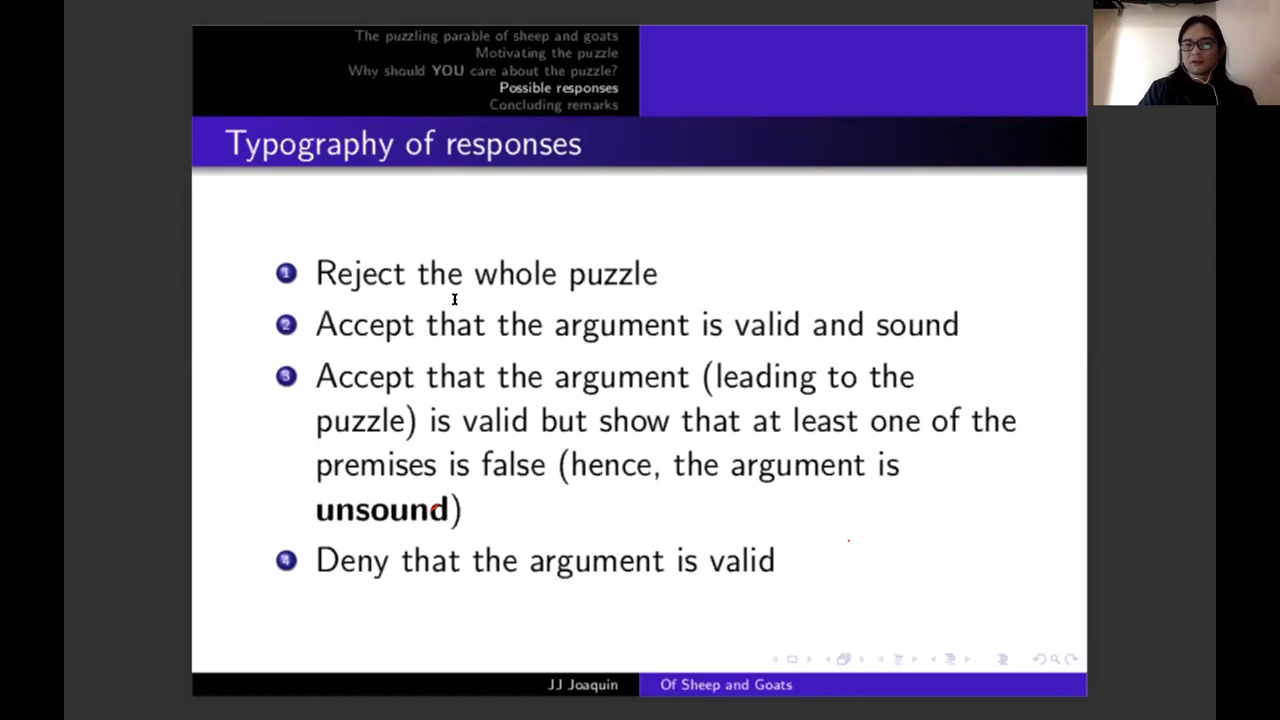 The puzzling parable of sheep and goats
Motivating the puzzle
Why should YOU care about the puzzle?
Possible responses
Concluding remarks
Typography of responses
1 Reject the whole puzzle
2 Accept that the argument is valid and sound
3 Accept that the argument (leading to the
puzzle) is valid but show that at least one of the
premises is false (hence, the argument is
unsound)
4 Deny that the argument is valid
JJ Joaquin
Of Sheep and Goats